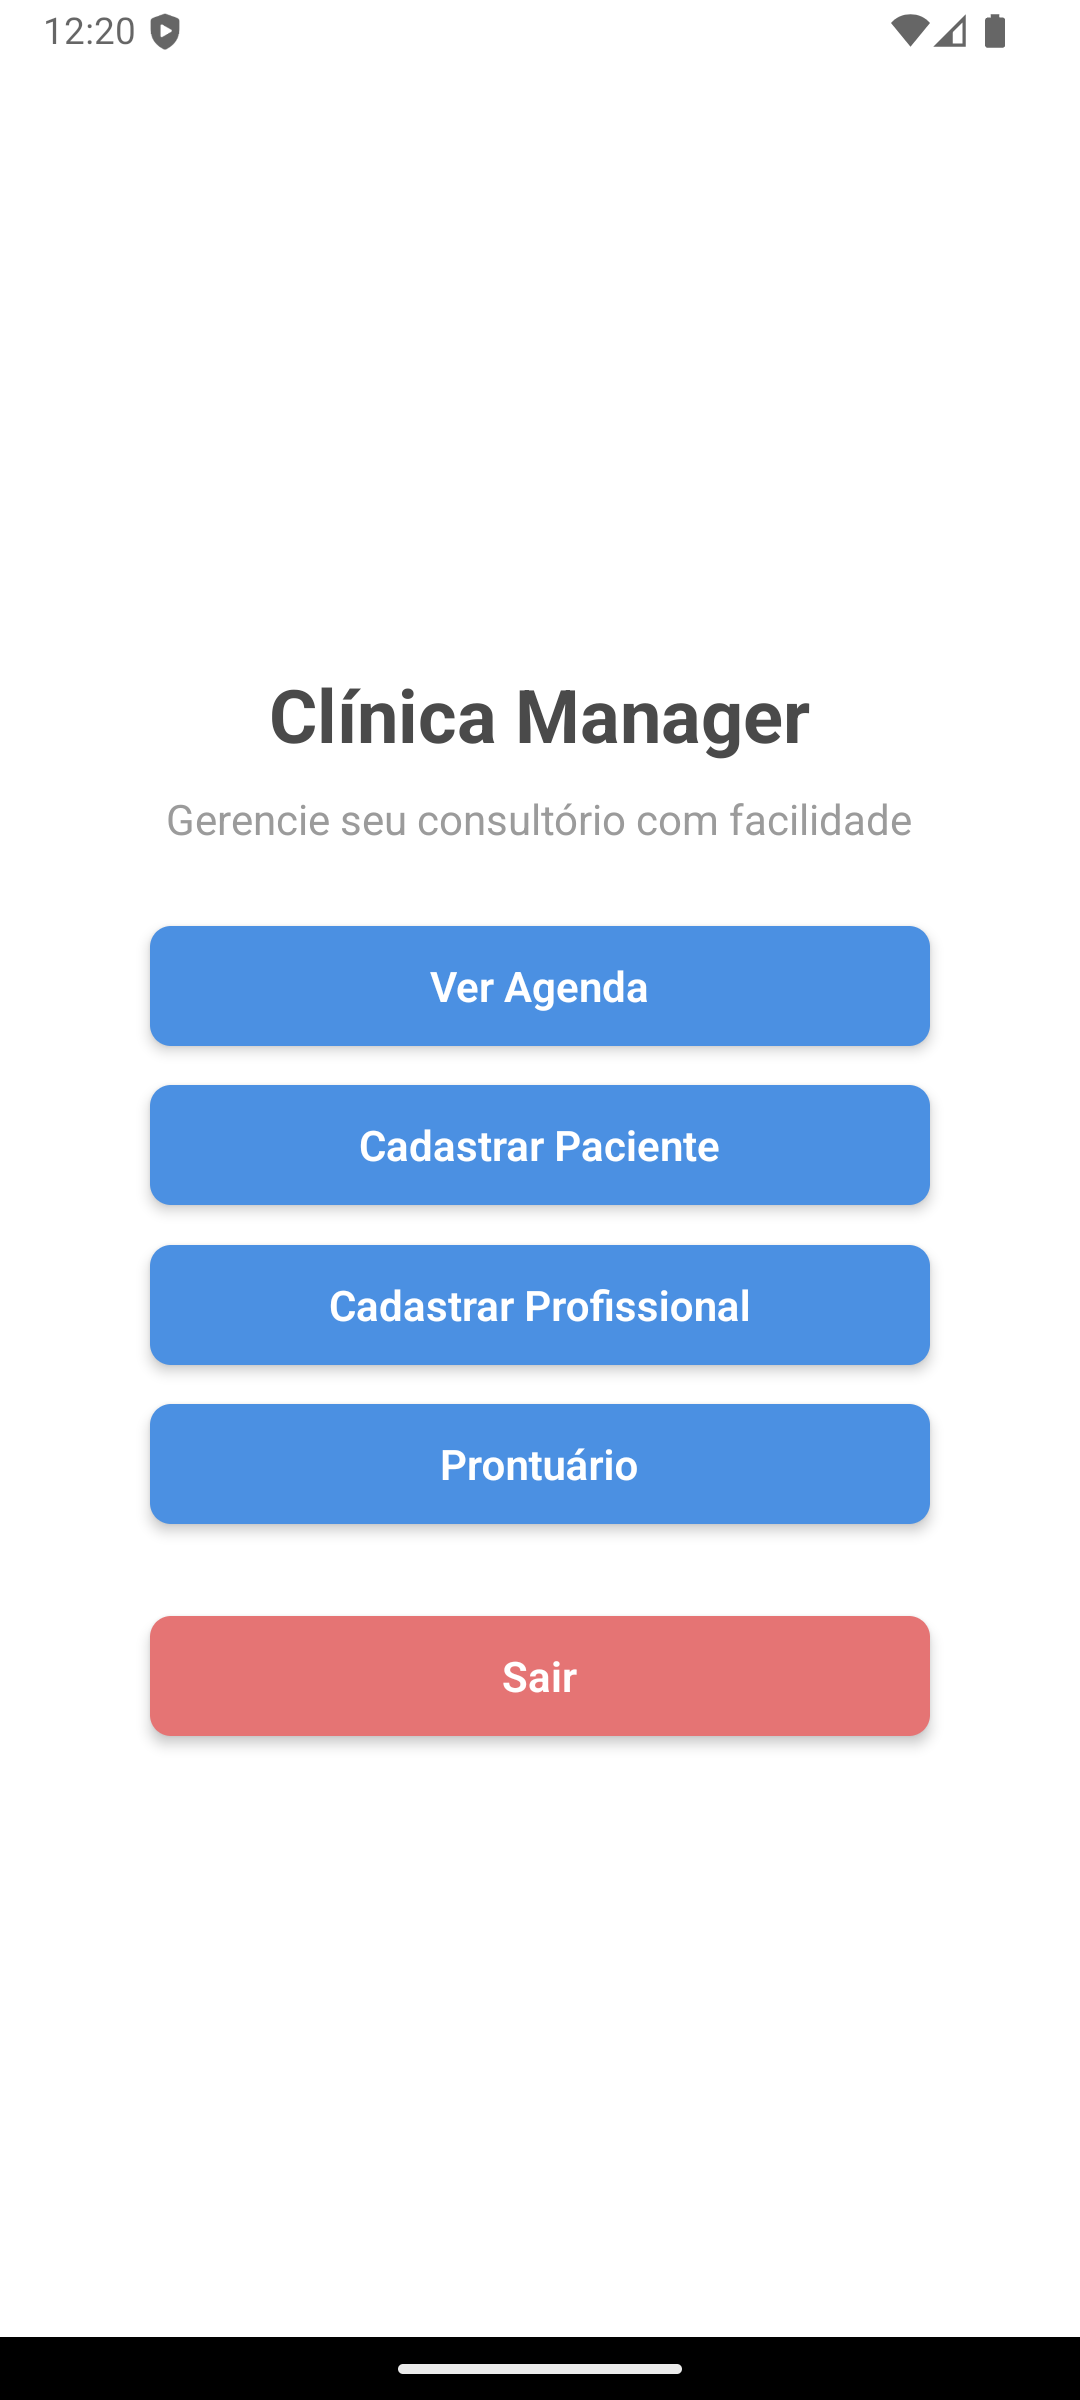 12:20
Clínica Manager
Gerencie seu consultório com facilidade
Ver Agenda
Cadastrar Paciente
Cadastrar Profissional
Prontuário
Sair